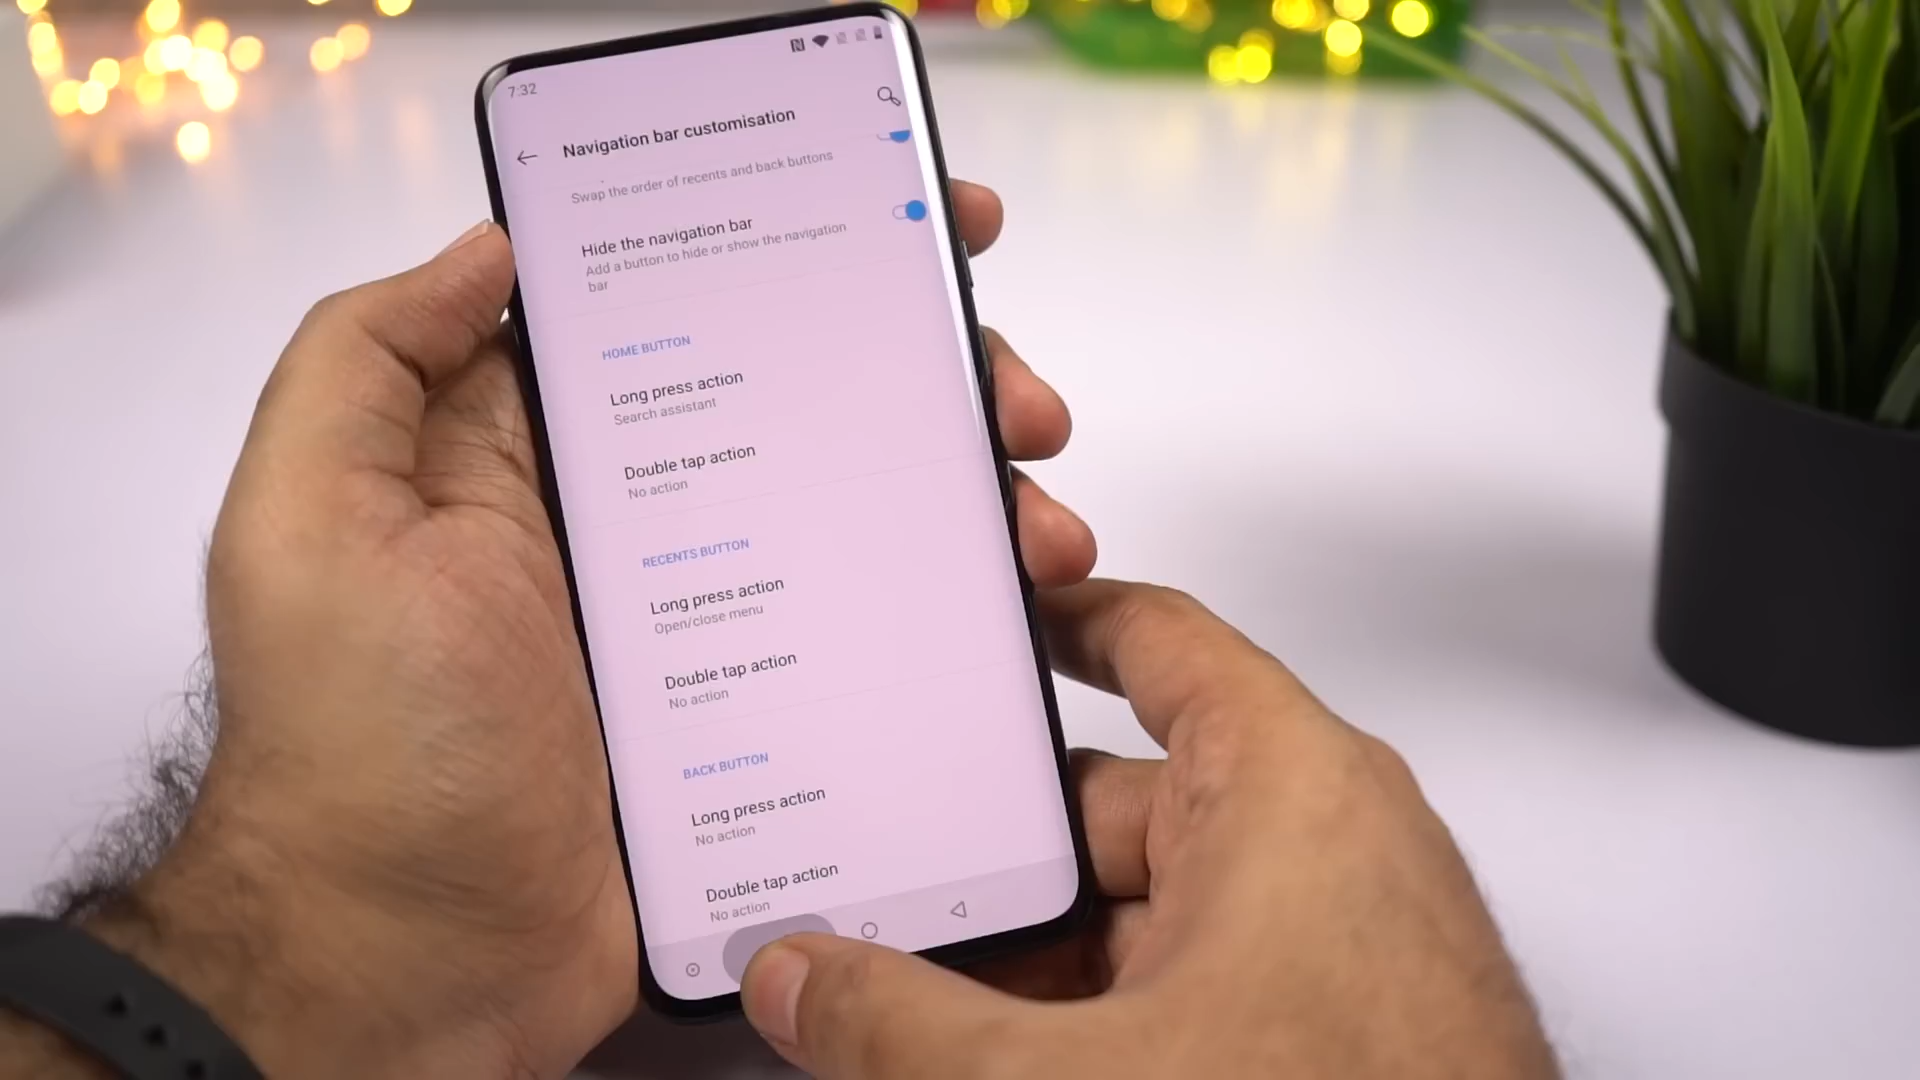 7:32
Navigation bar customisation
Swap the order of recents and back buttons
Hide the navigation bar
Add a button to hide or show the navigation
bar
HOME BUTTON
Long press action
Search assistant
Double tap action
No action
RECENTS BUTTON
Long press action
Open/close menu
Double tap action
No action
BACK BUTTON
Long press action
No action
Double tap action
No action